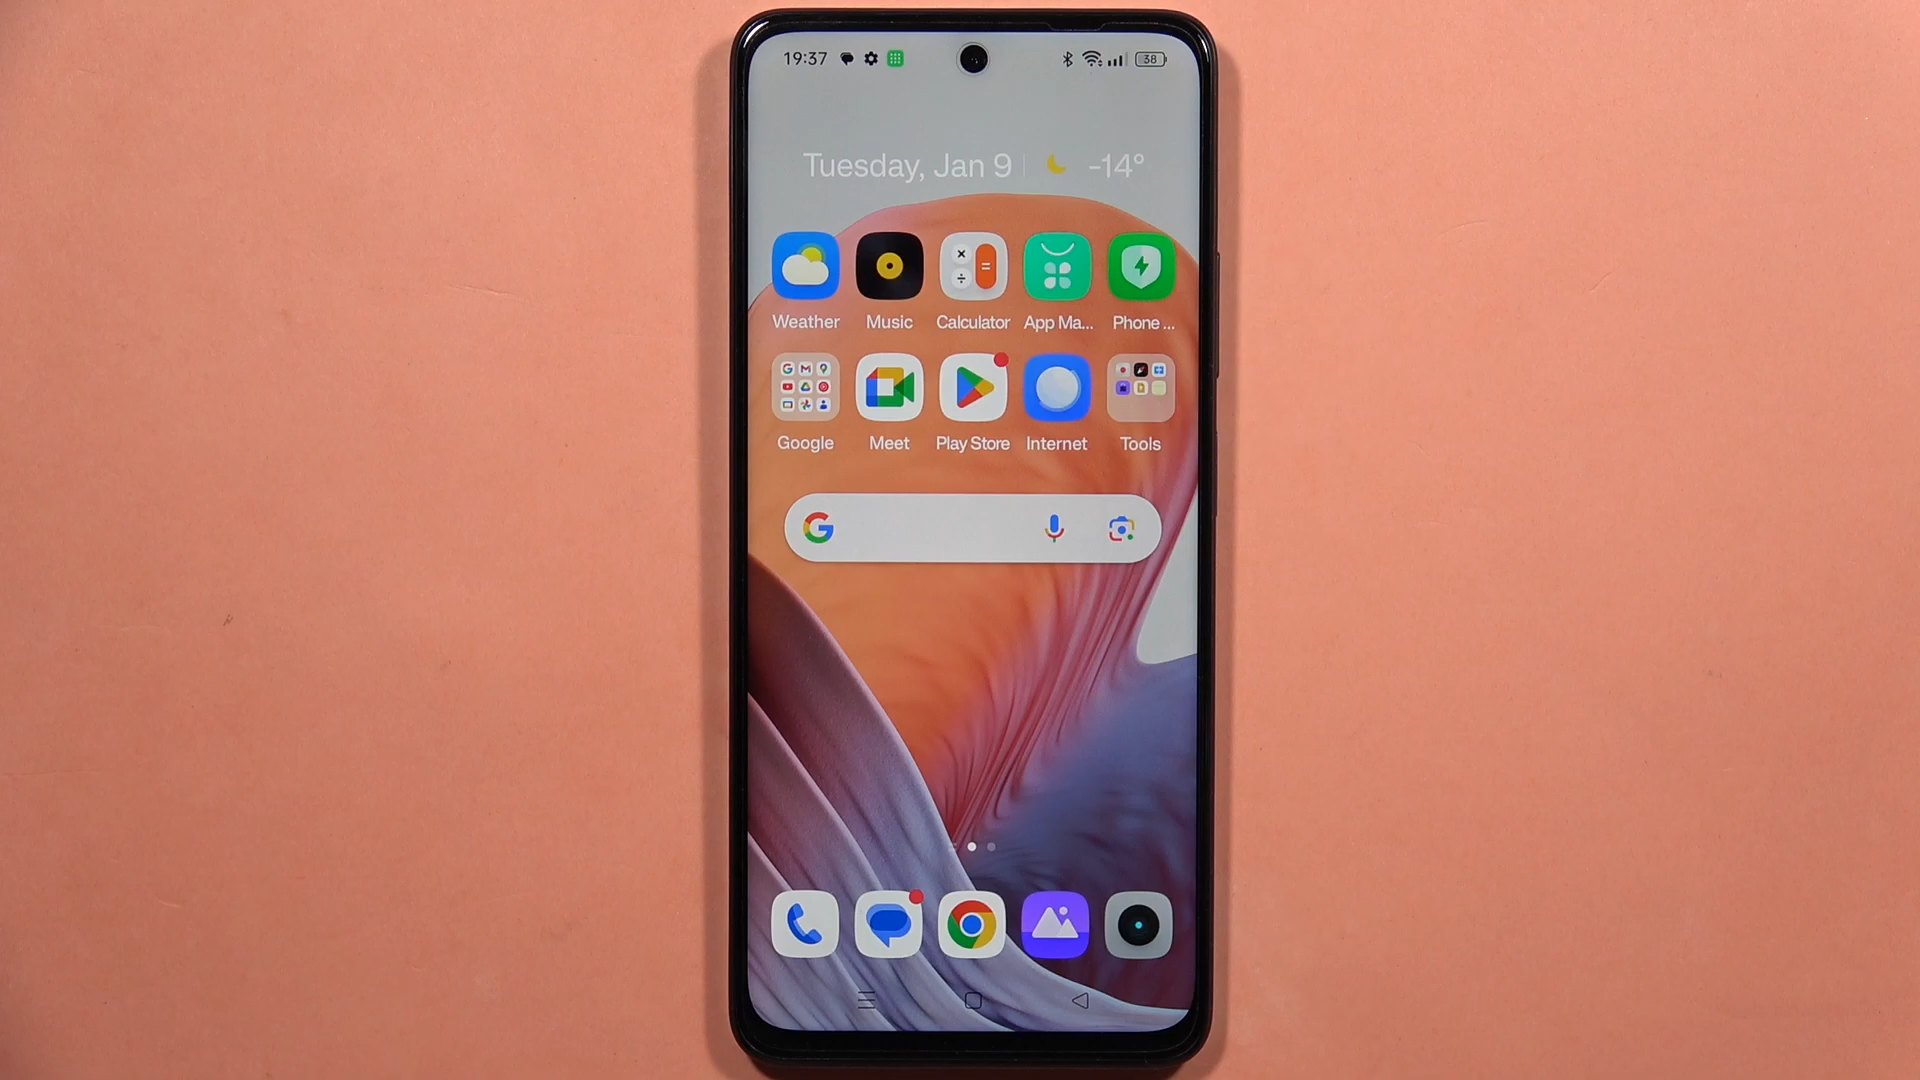 19:37
38
Tuesday, Jan 9 -14°
Weather Music Calculator App Ma... Phone ...
Google Meet Play Store Internet Tools